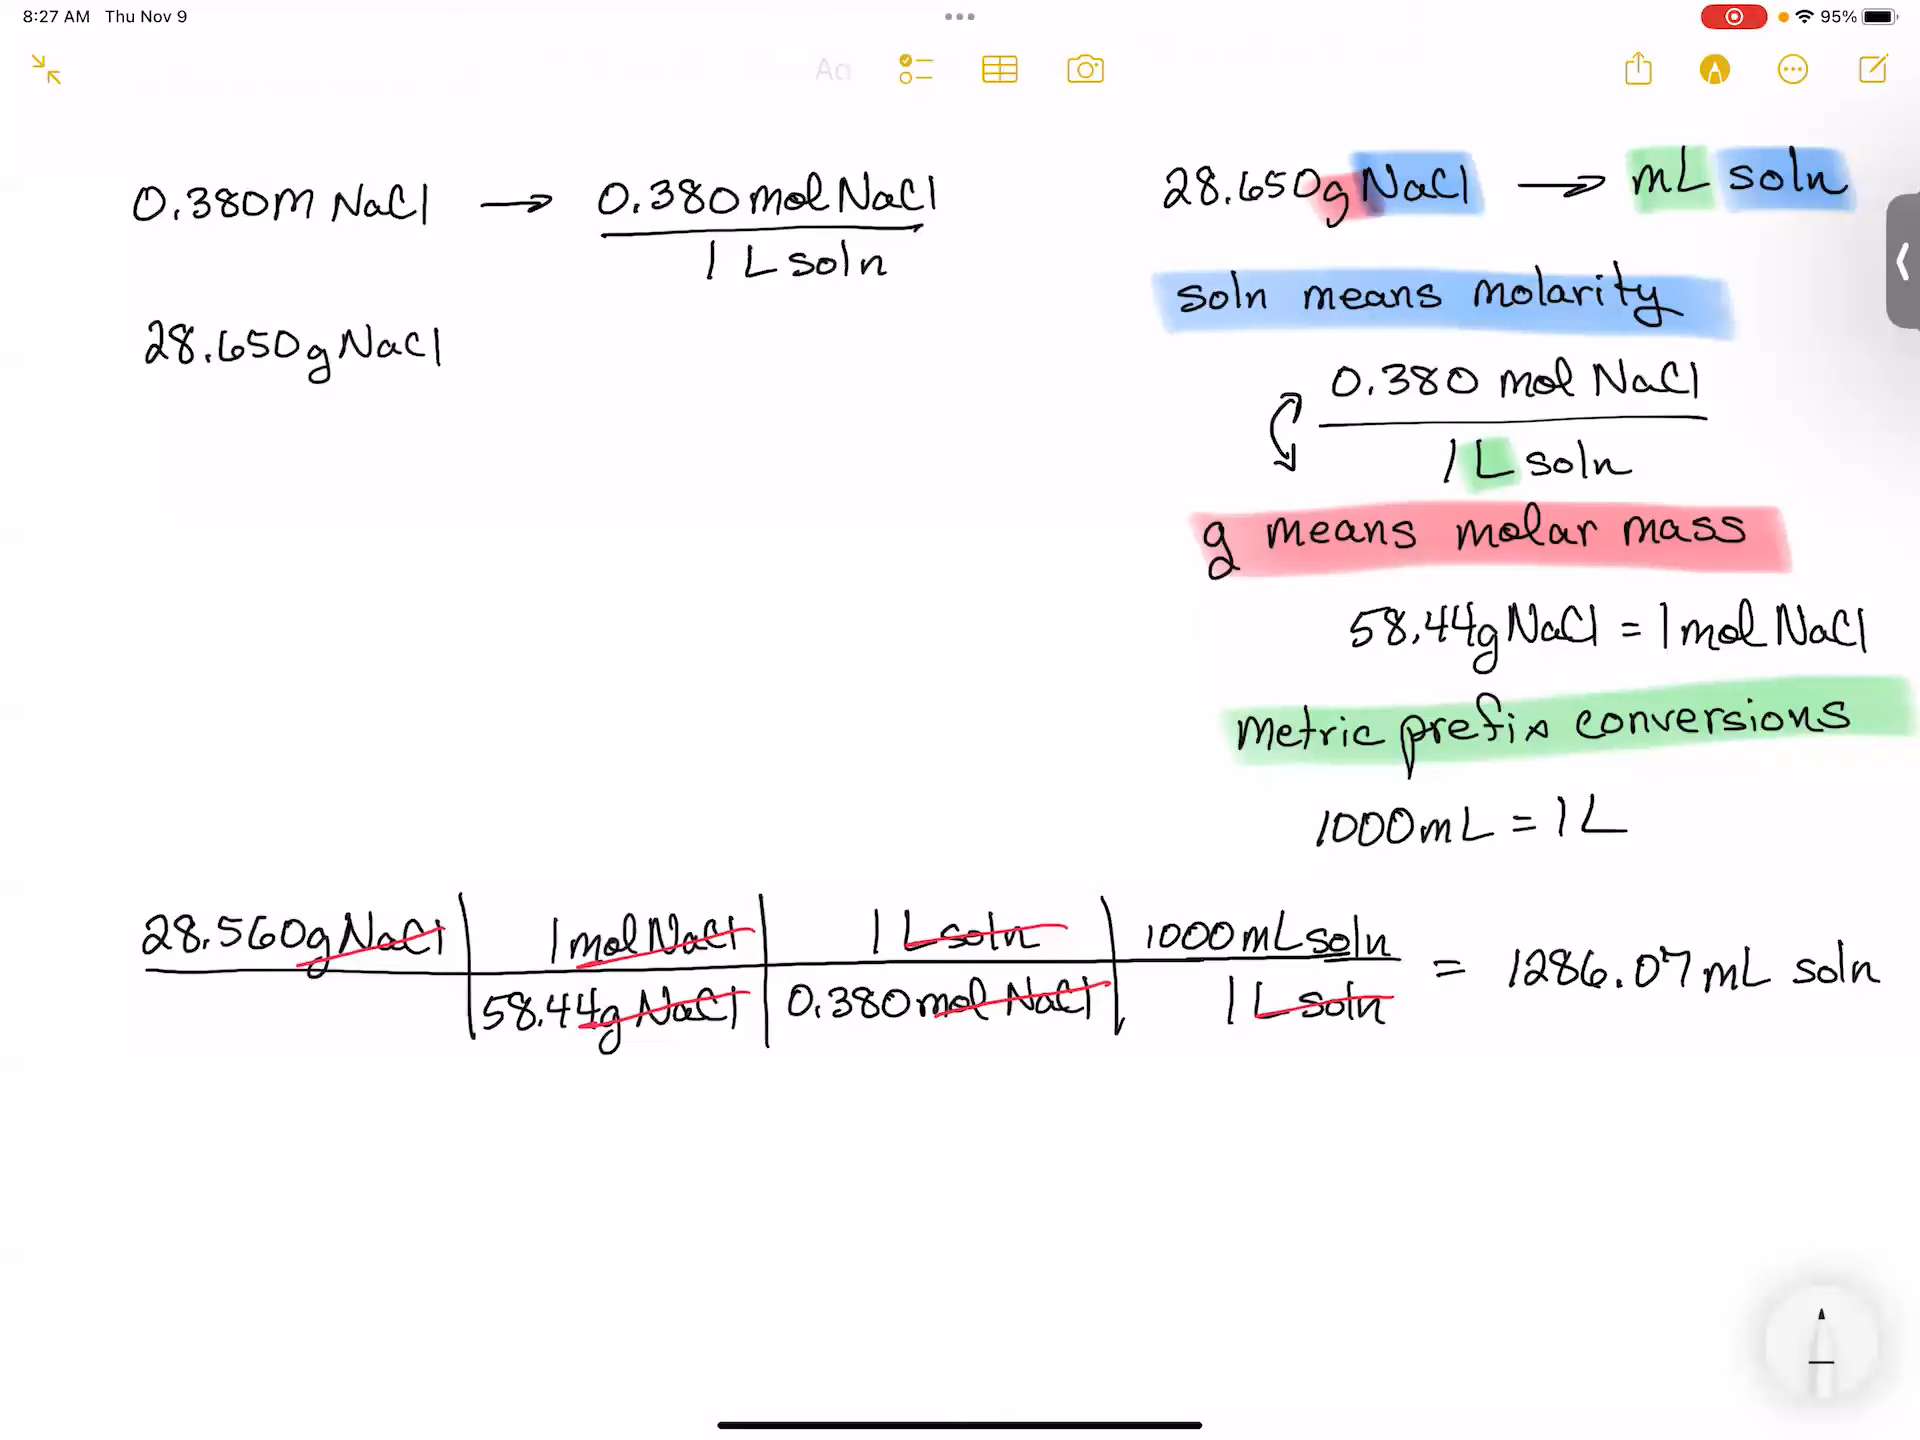 8:27 AM Thu Nov 9
95%
Aa
0.380M NaCl → 0.380 mol NaCl
1 L soln
28.650g NaCl
28.650g NaCl → mL soln
soln means molarity
0.380 mol NaCl
1 L soln
g means molar mass
58.44g NaCl = 1 mol NaCl
metric prefix conversions
1000mL = 1 L
28.560g NaCl | 1 mol NaCl | 1 L soln | 1000 mL soln
58.44g NaCl | 0.380 mol NaCl | 1 L soln
= 1286.07 mL soln